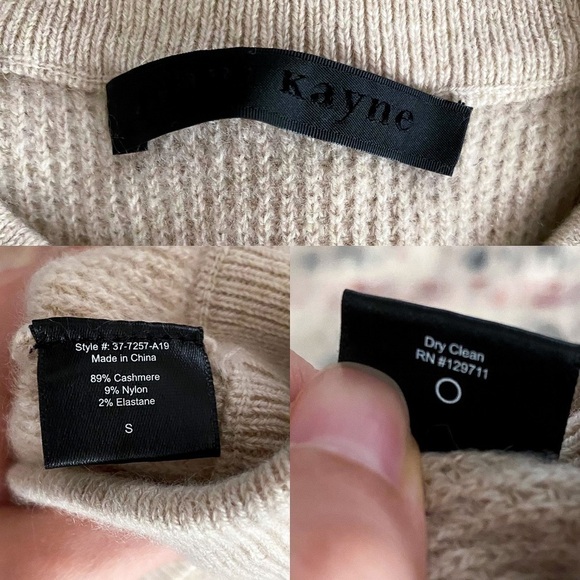 Kayne
Style #: 37-7257-A19
Made in China
89% Cashmere
9% Nylon
2% Elastane
S
Dry Clean
RN #129711